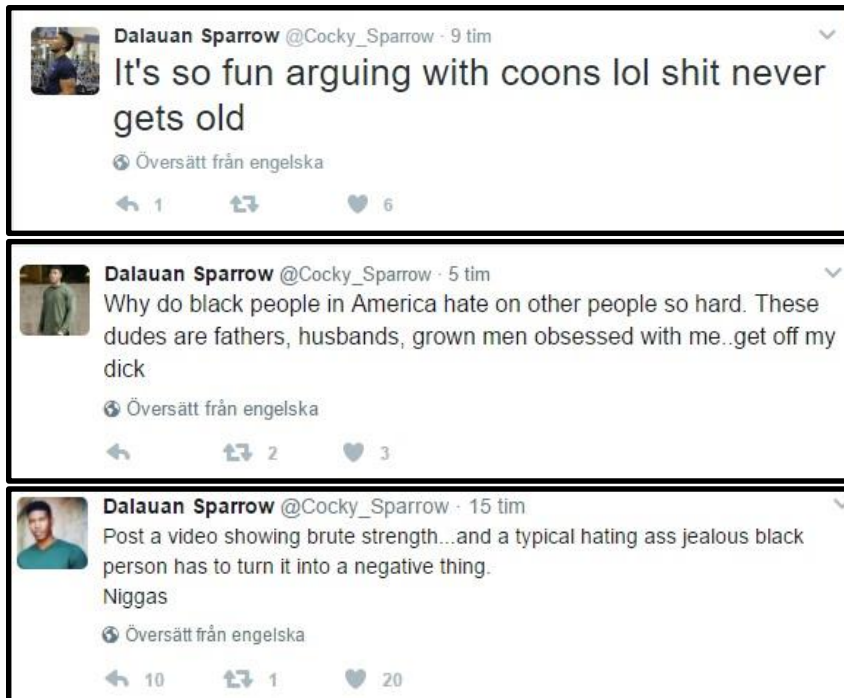 Dalauan Sparrow @Cocky_Sparrow · 9 tim
It's so fun arguing with coons lol shit never
gets old
Översätt från engelska
1 6
Dalauan Sparrow @Cocky_Sparrow · 5 tim
Why do black people in America hate on other people so hard. These
dudes are fathers, husbands, grown men obsessed with me..get off my
dick
Översätt från engelska
2 3
Dalauan Sparrow @Cocky_Sparrow · 15 tim
Post a video showing brute strength...and a typical hating ass jealous black
person has to turn it into a negative thing.
Niggas
Översätt från engelska
10 1 20